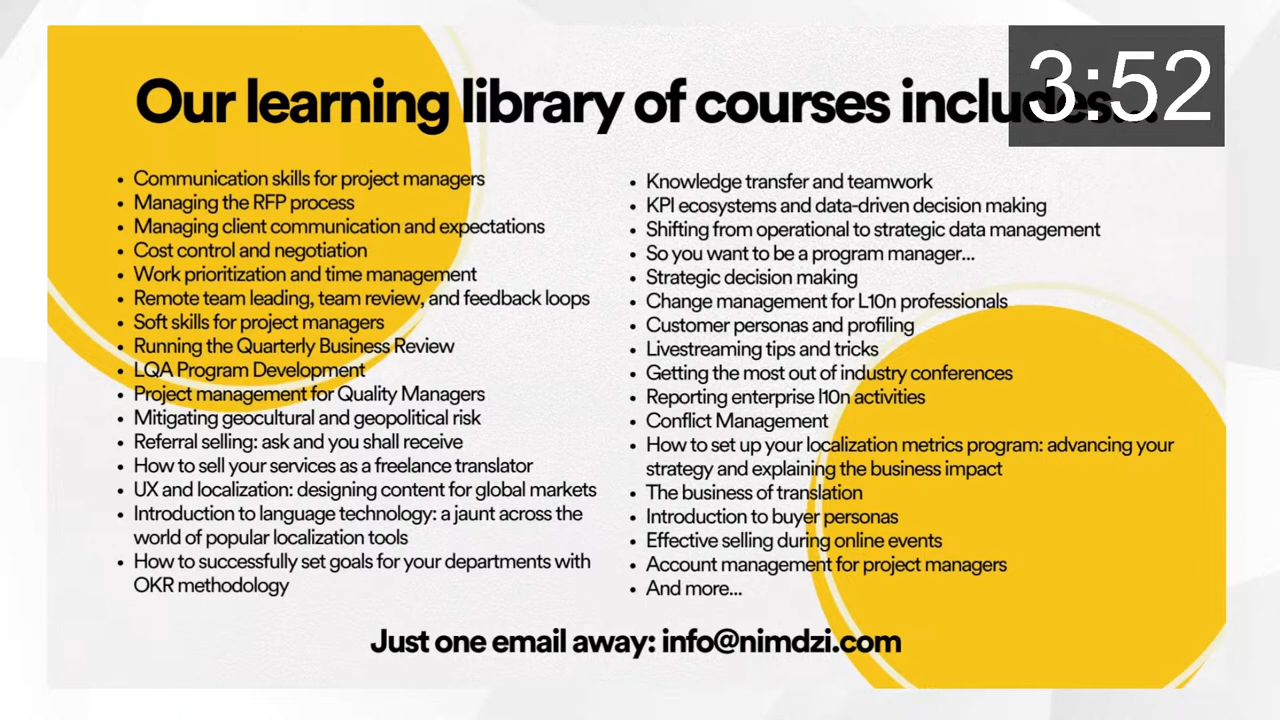 Our learning library of courses includes...
3:52
• Communication skills for project managers
• Managing the RFP process
• Managing client communication and expectations
• Cost control and negotiation
• Work prioritization and time management
• Remote team leading, team review, and feedback loops
• Soft skills for project managers
• Running the Quarterly Business Review
• LQA Program Development
• Project management for Quality Managers
• Mitigating geocultural and geopolitical risk
• Referral selling: ask and you shall receive
• How to sell your services as a freelance translator
• UX and localization: designing content for global markets
• Introduction to language technology: a jaunt across the
world of popular localization tools
• How to successfully set goals for your departments with
OKR methodology
• Knowledge transfer and teamwork
• KPI ecosystems and data-driven decision making
• Shifting from operational to strategic data management
• So you want to be a program manager...
• Strategic decision making
• Change management for L10n professionals
• Customer personas and profiling
• Livestreaming tips and tricks
• Getting the most out of industry conferences
• Reporting enterprise l10n activities
• Conflict Management
• How to set up your localization metrics program: advancing your
strategy and explaining the business impact
• The business of translation
• Introduction to buyer personas
• Effective selling during online events
• Account management for project managers
• And more...
Just one email away: info@nimdzi.com